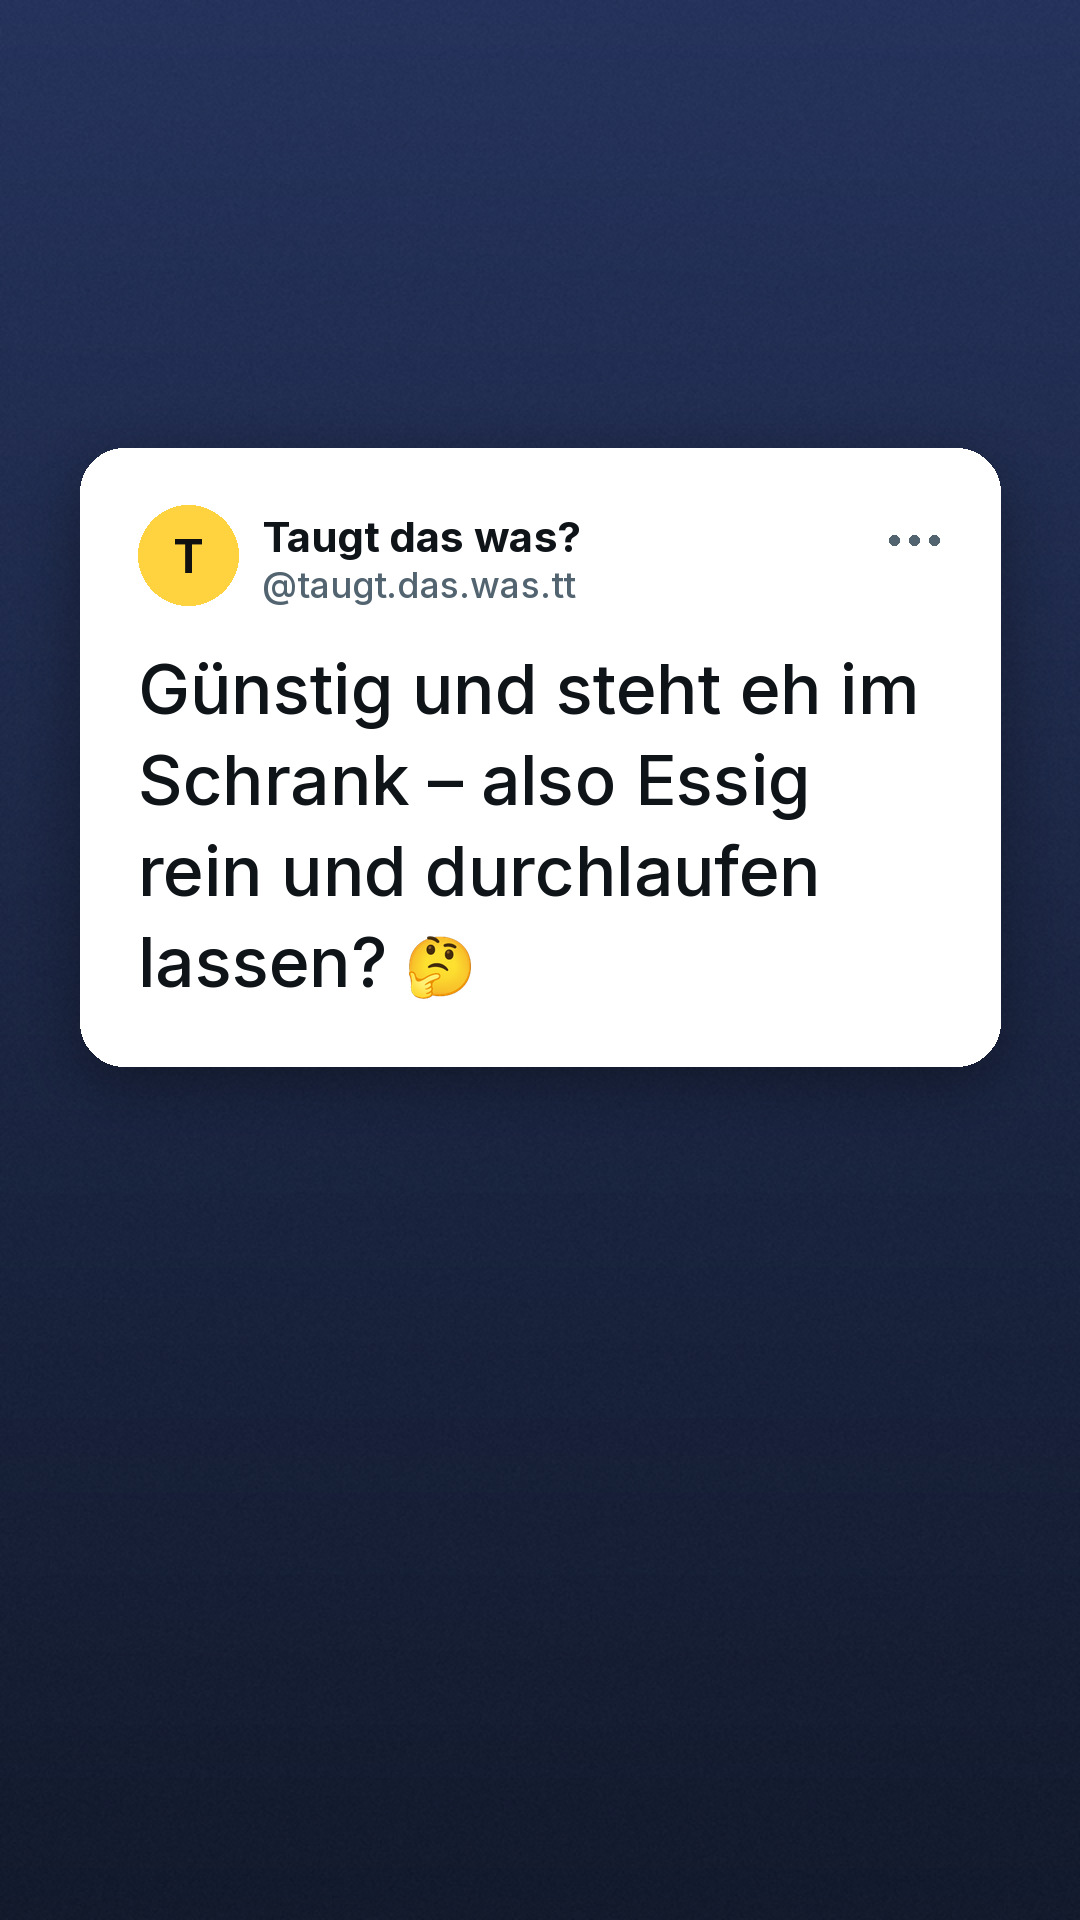 T
Taugt das was?
@taugt.das.was.tt
Günstig und steht eh im
Schrank – also Essig
rein und durchlaufen
lassen? 🤔